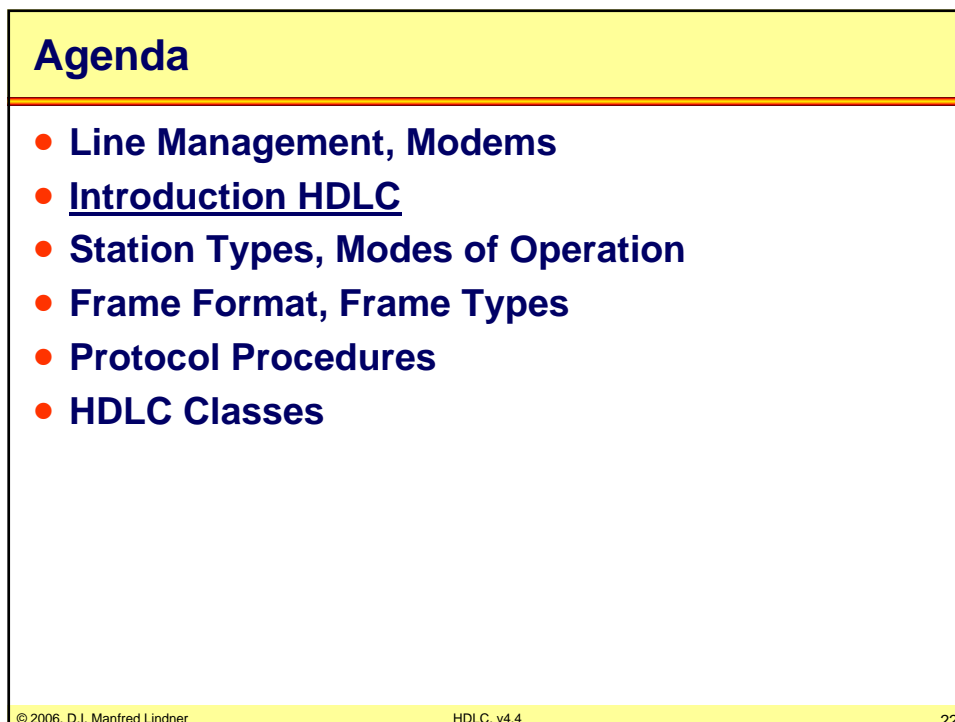 Agenda
• Line Management, Modems
• Introduction HDLC
• Station Types, Modes of Operation
• Frame Format, Frame Types
• Protocol Procedures
• HDLC Classes
© 2006, D.I. Manfred Lindner HDLC, v4.4 22